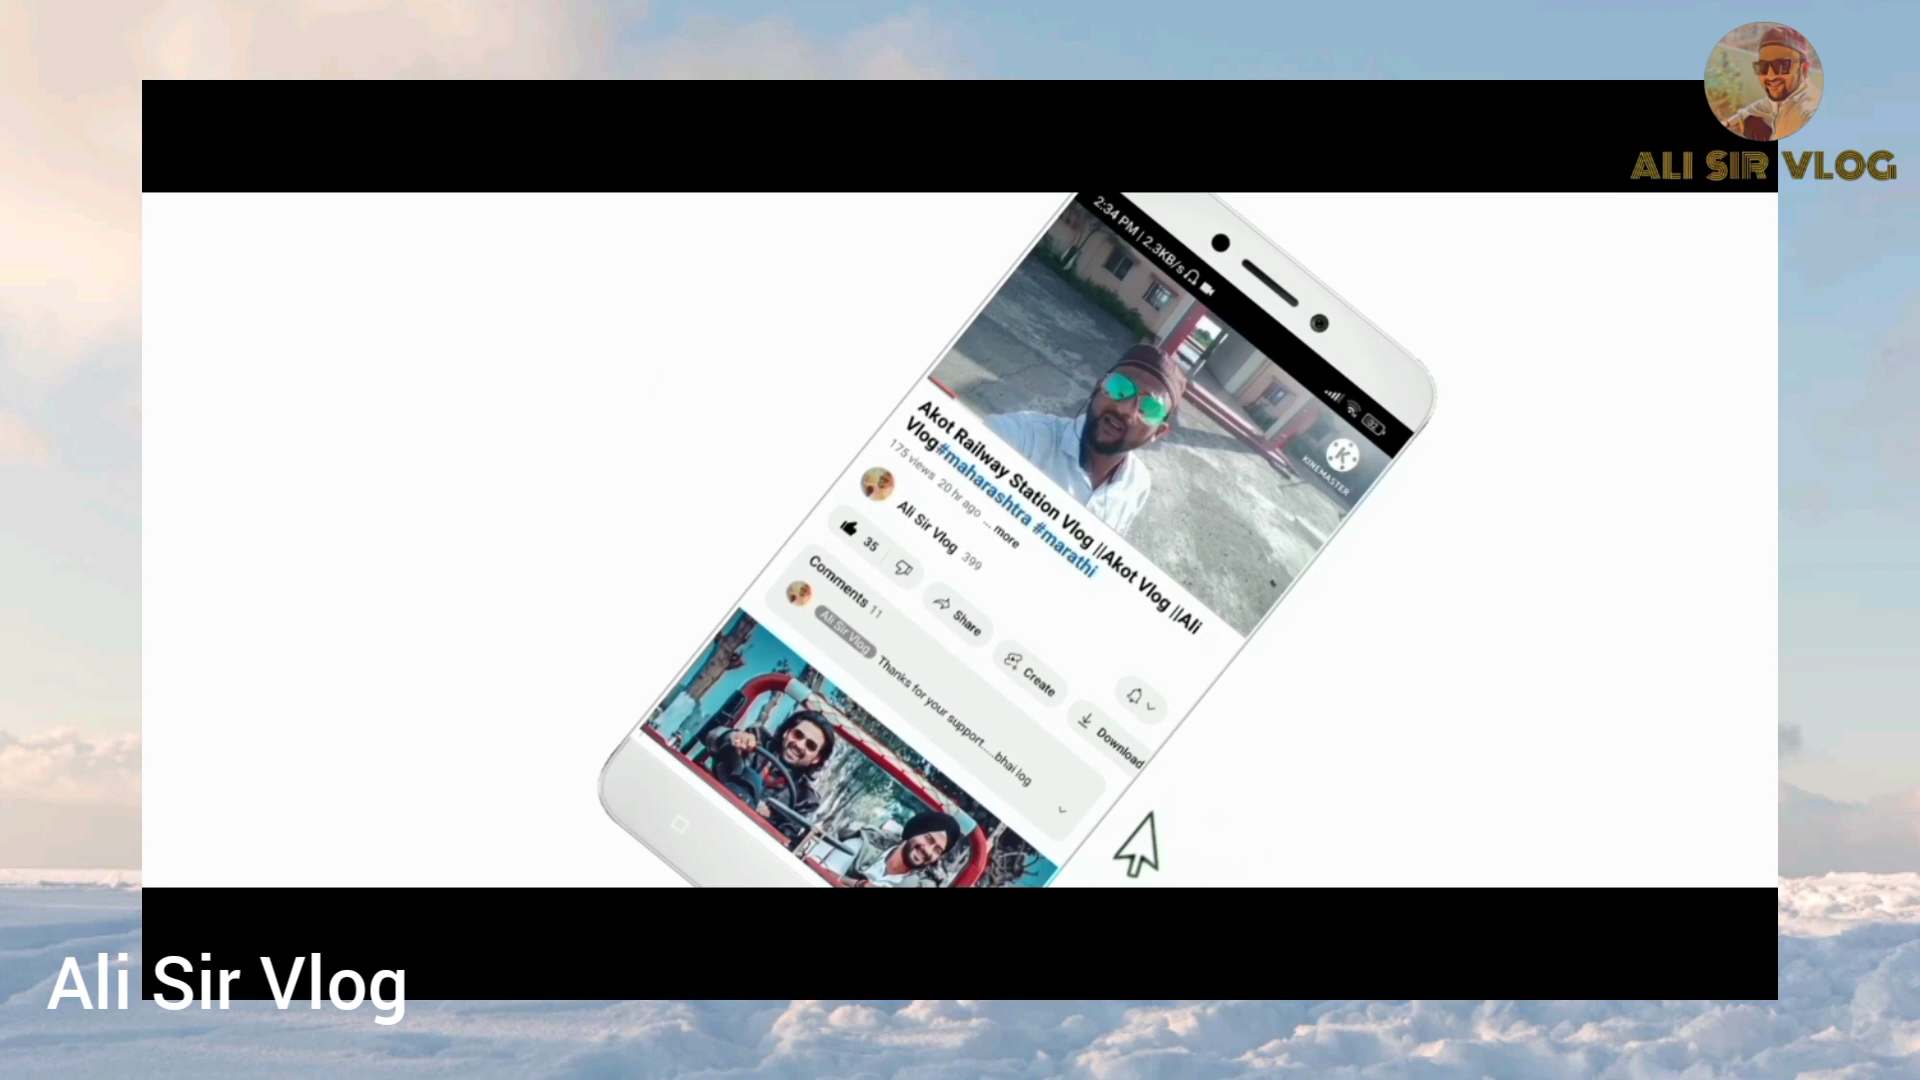 ALI SIR VLOG
2:34 PM | 2.3KB/s
32
KINEMASTER
Akot Railway Station Vlog ||Akot Vlog ||Ali
Vlog#maharashtra #marathi
175 views 20 hr ago ... more
Ali Sir Vlog 399
35
Share
Create
Download
Comments 11
Ali Sir Vlog Thanks for your support.....bhai log
Ali Sir Vlog